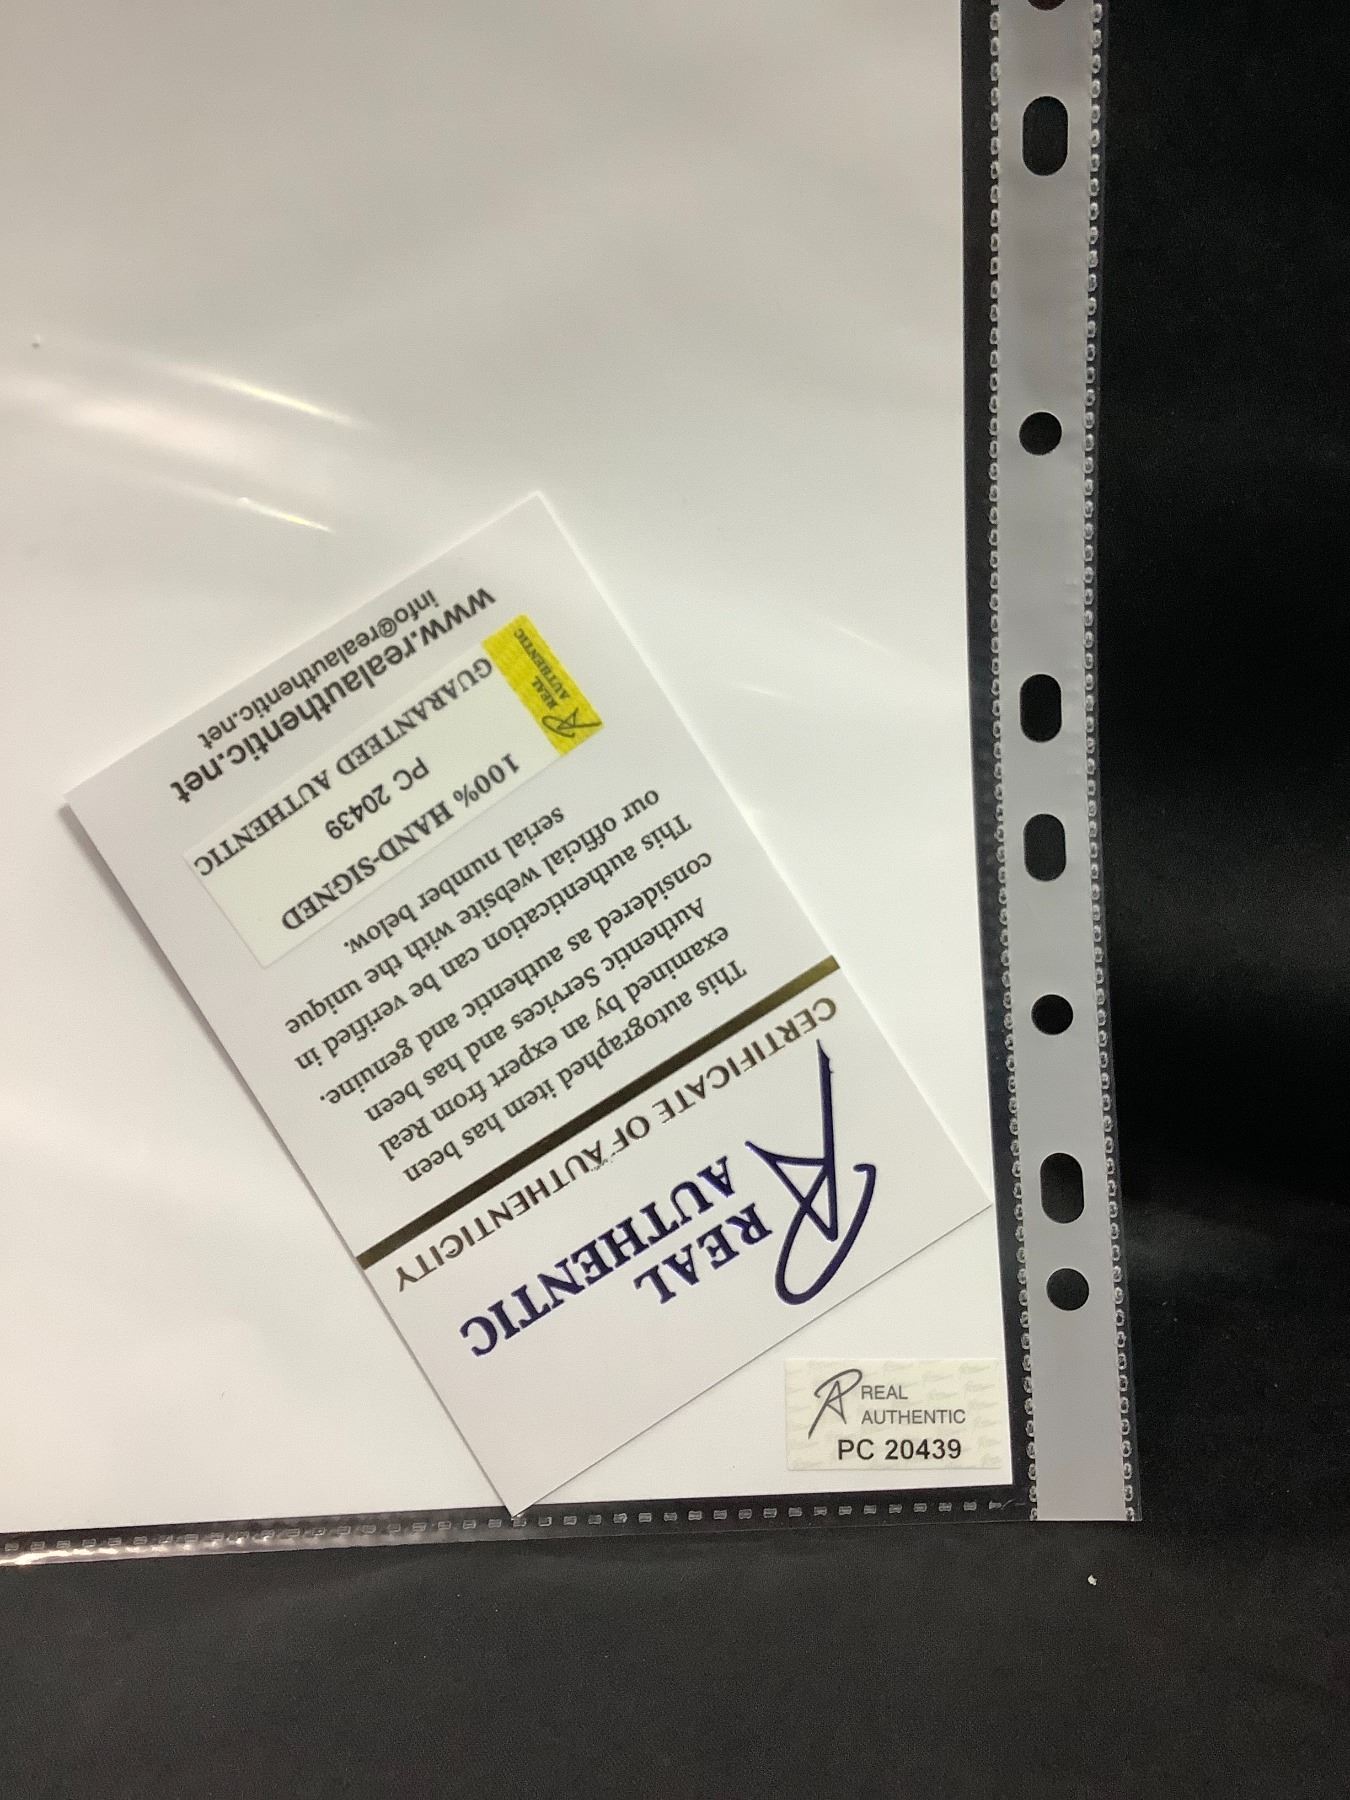 REAL
AUTHENTIC
CERTIFICATE OF AUTHENTICITY
This autographed item has been
examined by an expert from Real
Authentic Services and has been
considered as authentic and genuine.
This authentication can be verified in
our official website with the unique
serial number below.
REAL
AUTHENTIC
100% HAND-SIGNED
PC 20439
GUARANTEED AUTHENTIC
info@realauthentic.net
www.realauthentic.net
REAL
AUTHENTIC
PC 20439